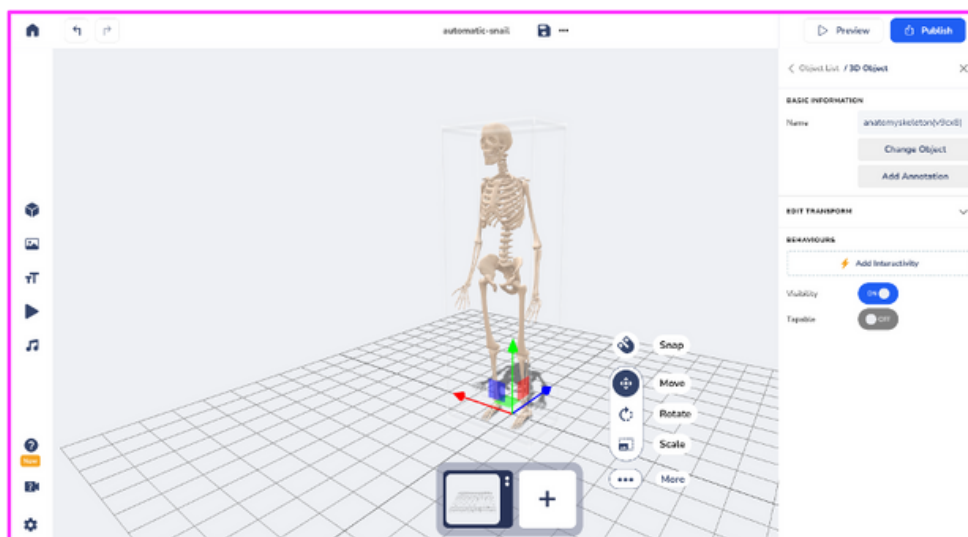 automatic-snail
Preview
Publish
Object List / 3D Object
BASIC INFORMATION
Name
anatomyskeleton(v9cx8)
Change Object
Add Annotation
EDIT TRANSFORM
BEHAVIOURS
Add Interactivity
Visibility
ON
Tapable
OFF
Snap
Move
Rotate
Scale
More
TT
New